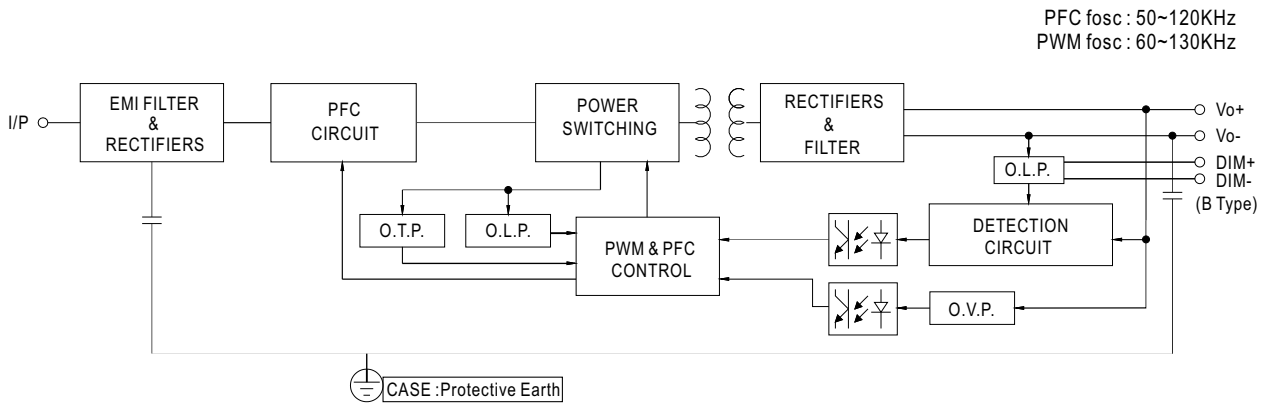 PFC fosc : 50~120KHz
PWM fosc : 60~130KHz
I/P
EMI FILTER
&
RECTIFIERS
PFC
CIRCUIT
POWER
SWITCHING
RECTIFIERS
&
FILTER
Vo+
Vo-
DIM+
DIM-
(B Type)
O.L.P.
O.T.P.
O.L.P.
PWM & PFC
CONTROL
DETECTION
CIRCUIT
O.V.P.
CASE :Protective Earth